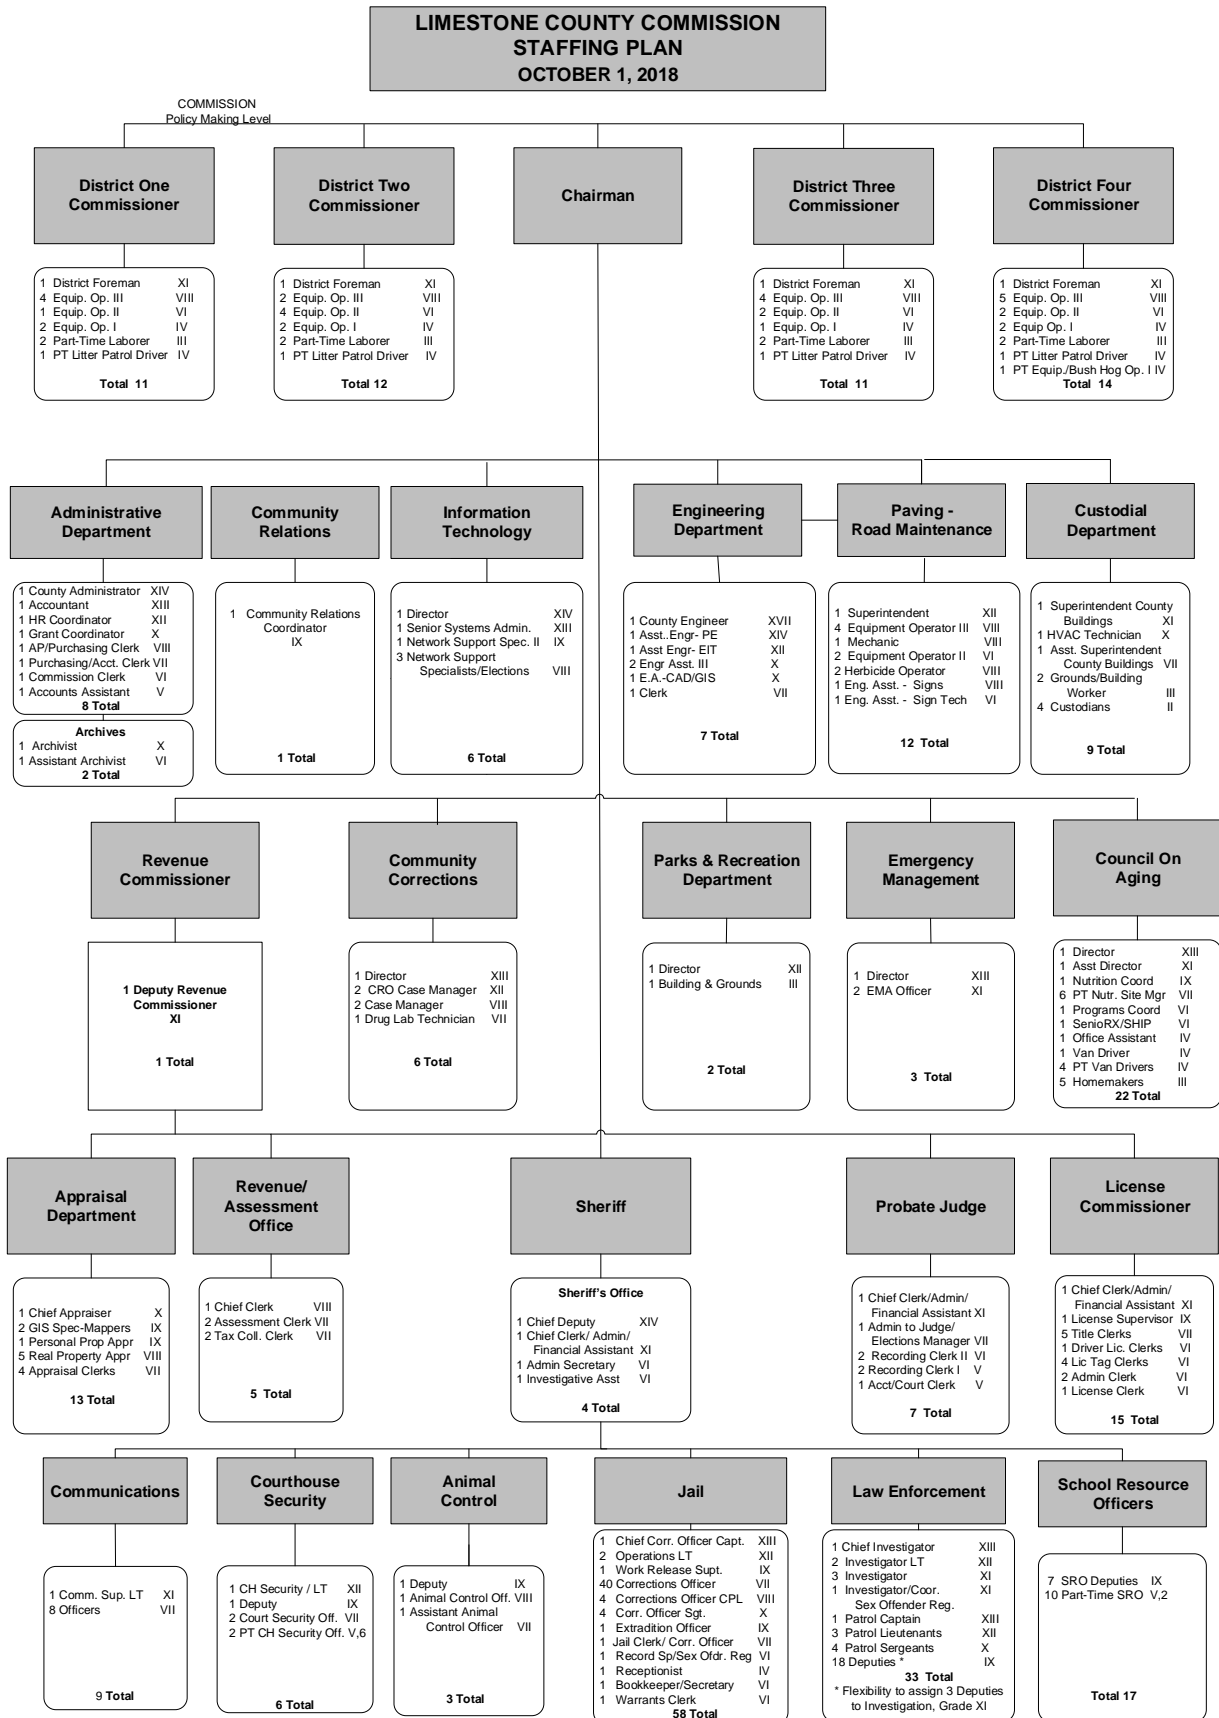 LIMESTONE COUNTY COMMISSION
STAFFING PLAN
OCTOBER 1, 2018
COMMISSION
Policy Making Level
District One
Commissioner
1 District Foreman XI
4 Equip. Op. III VIII
1 Equip. Op. II VI
2 Equip. Op. I IV
2 Part-Time Laborer III
1 PT Litter Patrol Driver IV
Total 11
District Two
Commissioner
1 District Foreman XI
2 Equip. Op. III VIII
4 Equip. Op. II VI
2 Equip. Op. I IV
2 Part-Time Laborer III
1 PT Litter Patrol Driver IV
Total 12
Chairman
District Three
Commissioner
1 District Foreman XI
4 Equip. Op. III VIII
2 Equip. Op. II VI
1 Equip. Op. I IV
2 Part-Time Laborer III
1 PT Litter Patrol Driver IV
Total 11
District Four
Commissioner
1 District Foreman XI
5 Equip. Op. III VIII
2 Equip. Op. II VI
2 Equip Op. I IV
2 Part-Time Laborer III
1 PT Litter Patrol Driver IV
1 PT Equip./Bush Hog Op. I IV
Total 14
Administrative
Department
1 County Administrator XIV
1 Accountant XIII
1 HR Coordinator XII
1 Grant Coordinator X
1 AP/Purchasing Clerk VIII
1 Purchasing/Acct. Clerk VII
1 Commission Clerk VI
1 Accounts Assistant V
8 Total
Archives
1 Archivist X
1 Assistant Archivist VI
2 Total
Community
Relations
1 Community Relations
Coordinator
IX
1 Total
Information
Technology
1 Director XIV
1 Senior Systems Admin. XIII
1 Network Support Spec. II IX
3 Network Support
Specialists/Elections VIII
6 Total
Engineering
Department
1 County Engineer XVII
1 Asst..Engr- PE XIV
1 Asst Engr- EIT XII
2 Engr Asst. III X
1 E.A.-CAD/GIS X
1 Clerk VII
7 Total
Paving -
Road Maintenance
1 Superintendent XII
4 Equipment Operator III VIII
1 Mechanic VIII
2 Equipment Operator II VI
2 Herbicide Operator VIII
1 Eng. Asst. - Signs VIII
1 Eng. Asst. - Sign Tech VI
12 Total
Custodial
Department
1 Superintendent County
Buildings XI
1 HVAC Technician X
1 Asst. Superintendent
County Buildings VII
2 Grounds/Building
Worker III
4 Custodians II
9 Total
Revenue
Commissioner
1 Deputy Revenue
Commissioner
XI
1 Total
Community
Corrections
1 Director XIII
2 CRO Case Manager XII
2 Case Manager VIII
1 Drug Lab Technician VII
6 Total
Parks & Recreation
Department
1 Director XII
1 Building & Grounds III
2 Total
Emergency
Management
1 Director XIII
2 EMA Officer XI
3 Total
Council On
Aging
1 Director XIII
1 Asst Director XI
1 Nutrition Coord IX
6 PT Nutr. Site Mgr VII
1 Programs Coord VI
1 SenioRX/SHIP VI
1 Office Assistant IV
1 Van Driver IV
4 PT Van Drivers IV
5 Homemakers III
22 Total
Appraisal
Department
1 Chief Appraiser X
2 GIS Spec-Mappers IX
1 Personal Prop Appr IX
5 Real Property Appr VIII
4 Appraisal Clerks VII
13 Total
Revenue/
Assessment
Office
1 Chief Clerk VIII
2 Assessment Clerk VII
2 Tax Coll. Clerk VII
5 Total
Sheriff
Sheriff's Office
1 Chief Deputy XIV
1 Chief Clerk/ Admin/
Financial Assistant XI
1 Admin Secretary VI
1 Investigative Asst VI
4 Total
Probate Judge
1 Chief Clerk/Admin/
Financial Assistant XI
1 Admin to Judge/
Elections Manager VII
2 Recording Clerk II VI
2 Recording Clerk I V
1 Acct/Court Clerk V
7 Total
License
Commissioner
1 Chief Clerk/Admin/
Financial Assistant XI
1 License Supervisor IX
5 Title Clerks VII
1 Driver Lic. Clerks VI
4 Lic Tag Clerks VI
2 Admin Clerk VI
1 License Clerk VI
15 Total
Communications
1 Comm. Sup. LT XI
8 Officers VII
9 Total
Courthouse
Security
1 CH Security / LT XII
1 Deputy IX
2 Court Security Off. VII
2 PT CH Security Off. V,6
6 Total
Animal
Control
1 Deputy IX
1 Animal Control Off. VIII
1 Assistant Animal
Control Officer VII
3 Total
Jail
1 Chief Corr. Officer Capt. XIII
2 Operations LT XII
1 Work Release Supt. IX
40 Corrections Officer VII
4 Corrections Officer CPL VIII
4 Corr. Officer Sgt. X
1 Extradition Officer IX
1 Jail Clerk/ Corr. Officer VII
1 Record Sp/Sex Ofdr. Reg VI
1 Receptionist IV
1 Bookkeeper/Secretary VI
1 Warrants Clerk VI
58 Total
Law Enforcement
1 Chief Investigator XIII
2 Investigator LT XII
3 Investigator XI
1 Investigator/Coor. XI
Sex Offender Reg.
1 Patrol Captain XIII
3 Patrol Lieutenants XII
4 Patrol Sergeants X
18 Deputies * IX
33 Total
* Flexibility to assign 3 Deputies
to Investigation, Grade XI
School Resource
Officers
7 SRO Deputies IX
10 Part-Time SRO V,2
Total 17